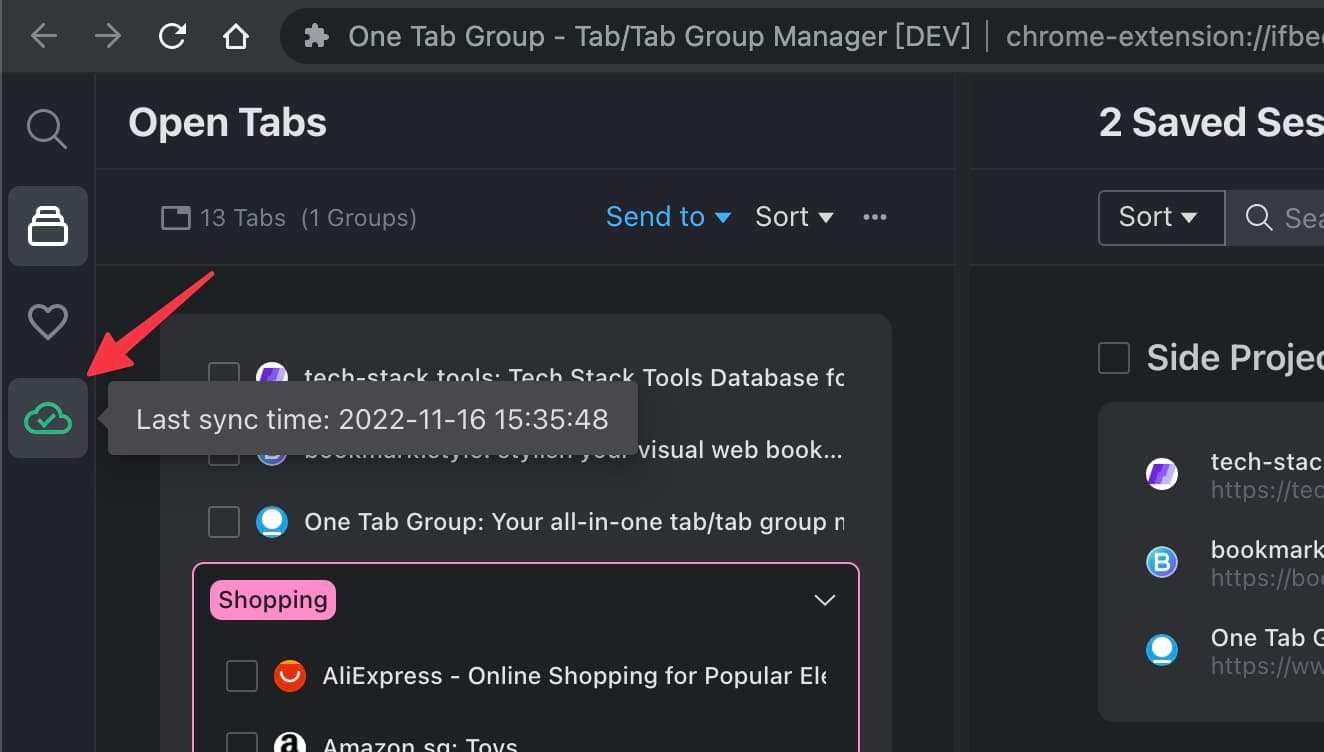 One Tab Group - Tab/Tab Group Manager [DEV] | chrome-extension://ifbe
Open Tabs
2 Saved Ses
13 Tabs (1 Groups)
Send to
Sort
Sort
Sea
tech-stack.tools: Tech Stack Tools Database fo
Last sync time: 2022-11-16 15:35:48
bookmark.style: stylish your visual web book...
One Tab Group: Your all-in-one tab/tab group m
Shopping
AliExpress - Online Shopping for Popular Ele
Amazon.sg: Toys
Side Projec
tech-stac
https://tec
B
bookmark
https://boo
One Tab G
https://ww